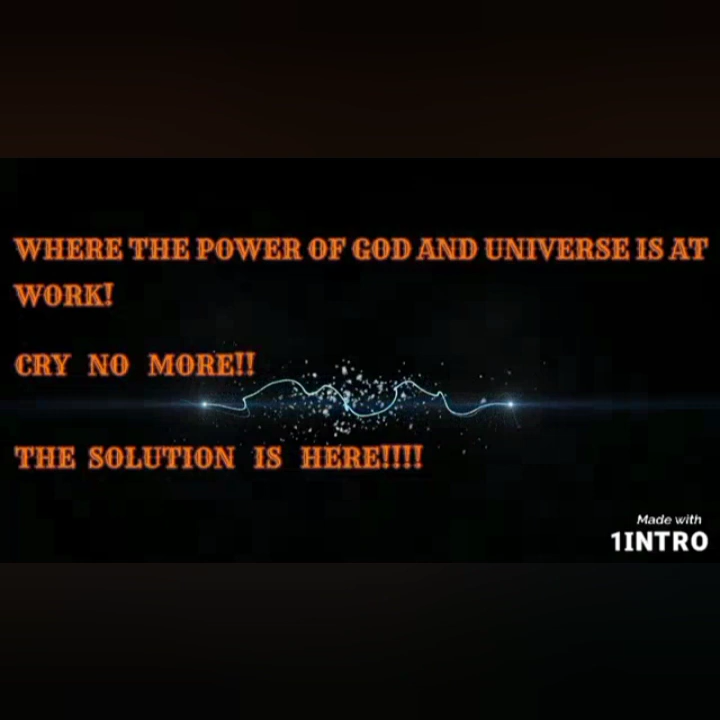 WHERE THE POWER OF GOD AND UNIVERSE IS AT
WORK!
CRY NO MORE!!
THE SOLUTION IS HERE!!!!
Made with
1INTRO